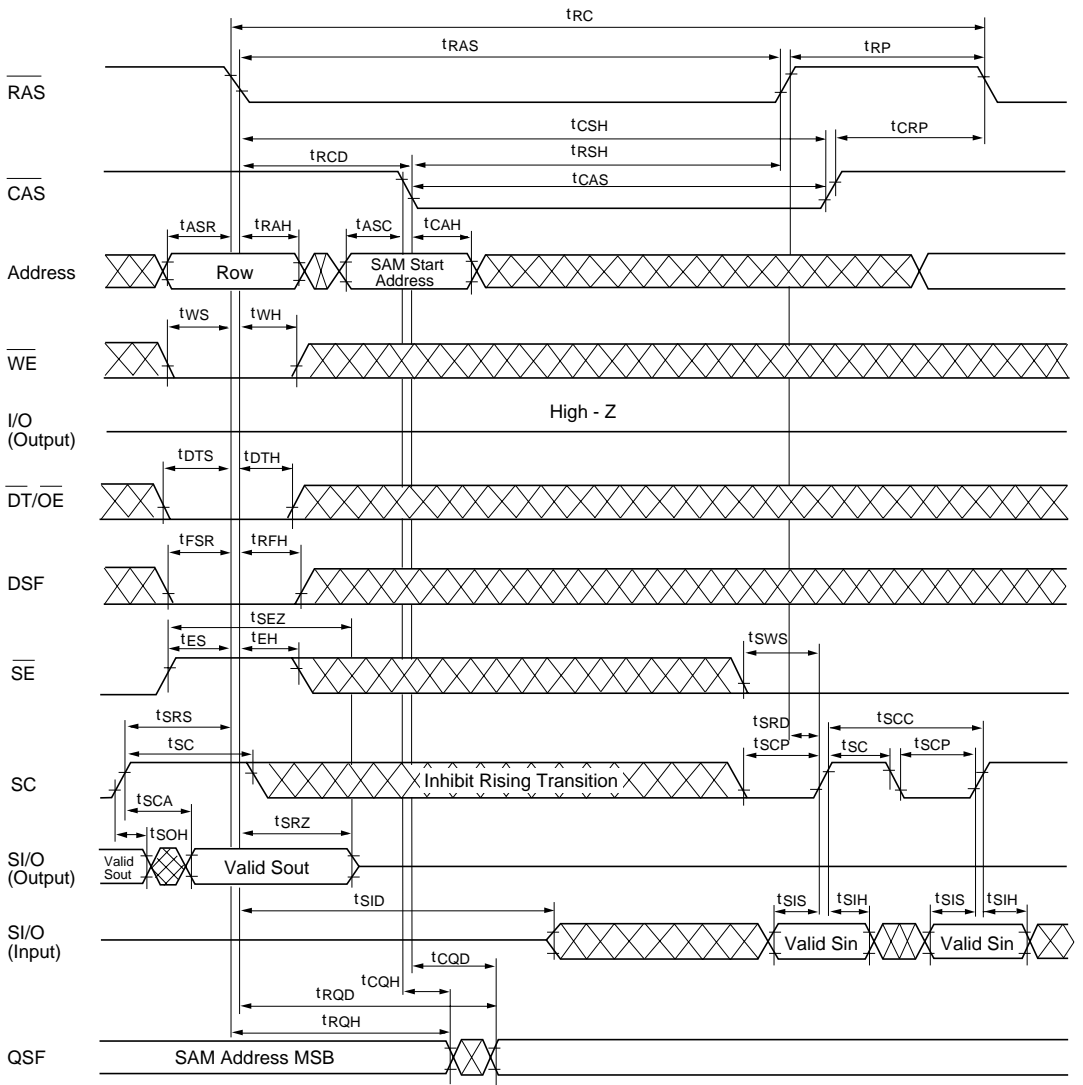 tRC
tRAS tRP
RAS
tCSH tCRP
tRCD tRSH
CAS tCAS
tASR tRAH tASC tCAH
Address Row SAM Start
Address
tWS tWH
WE
I/O
(Output) High - Z
tDTS tDTH
DT/OE
tFSR tRFH
DSF
tSEZ
tES tEH tSWS
SE
tSRS tSRD tSCC
tSC tSCP tSC tSCP
SC Inhibit Rising Transition
tSCA
tSOH tSRZ
SI/O
(Output) Valid
Sout Valid Sout
tSID tSIS tSIH tSIS tSIH
SI/O
(Input) Valid Sin Valid Sin
tCQD
tCQH
tRQD
tRQH
QSF SAM Address MSB